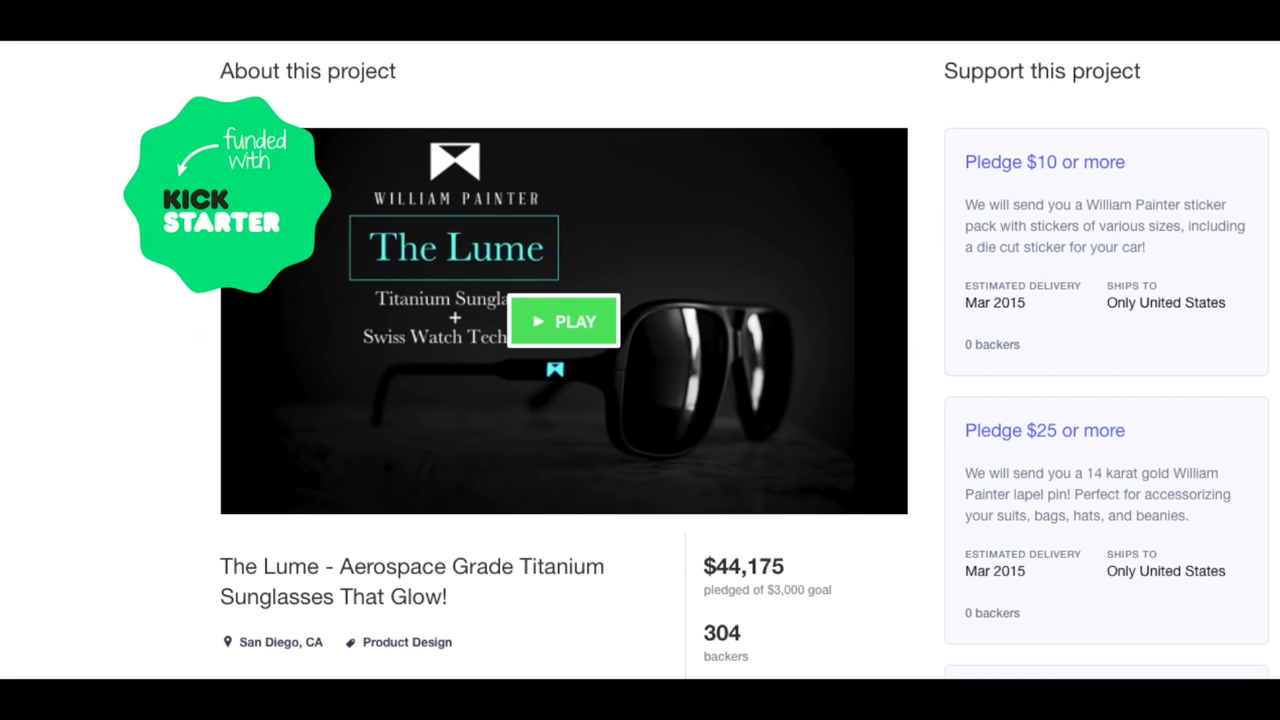 About this project
funded
with
KICK
STARTER
WILLIAM PAINTER
The Lume
Titanium Sungla
+
Swiss Watch Tech
PLAY
The Lume - Aerospace Grade Titanium
Sunglasses That Glow!
San Diego, CA
Product Design
$44,175
pledged of $3,000 goal
304
backers
Support this project
Pledge $10 or more
We will send you a William Painter sticker
pack with stickers of various sizes, including
a die cut sticker for your car!
ESTIMATED DELIVERY
Mar 2015
SHIPS TO
Only United States
0 backers
Pledge $25 or more
We will send you a 14 karat gold William
Painter lapel pin! Perfect for accessorizing
your suits, bags, hats, and beanies.
ESTIMATED DELIVERY
Mar 2015
SHIPS TO
Only United States
0 backers